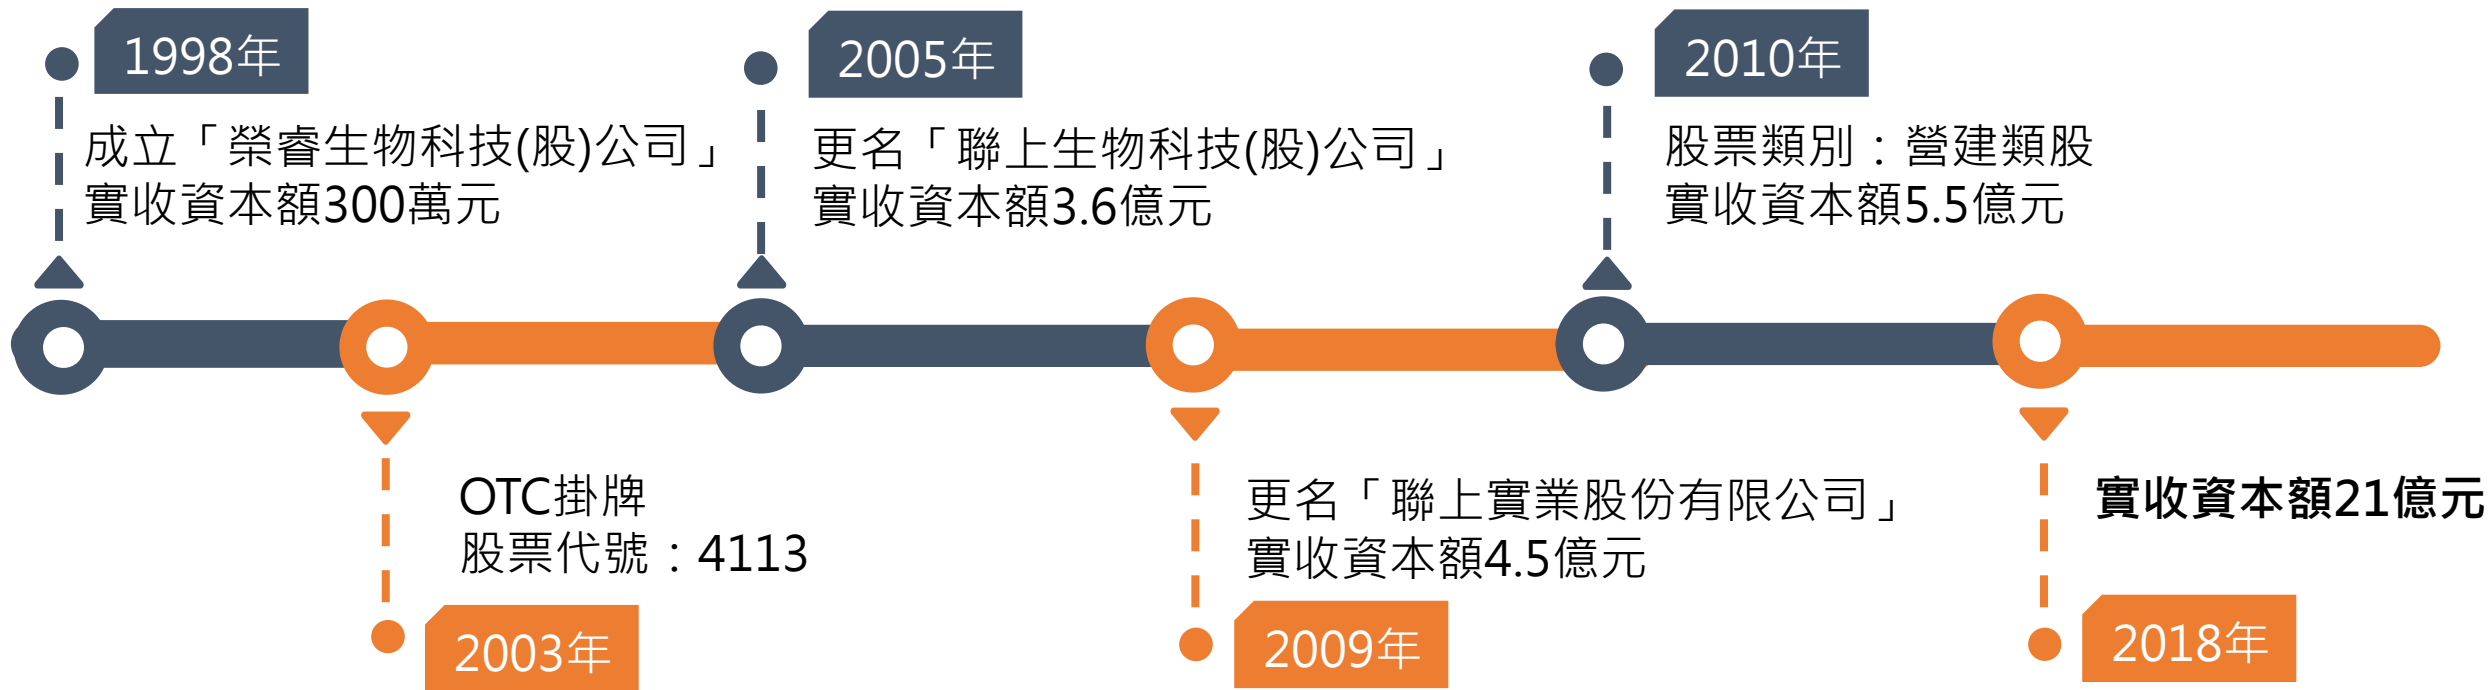 1998年
成立「榮睿生物科技(股)公司」
實收資本額300萬元
2003年
OTC掛牌
股票代號：4113
2005年
更名「聯上生物科技(股)公司」
實收資本額3.6億元
2009年
更名「聯上實業股份有限公司」
實收資本額4.5億元
2010年
股票類別：營建類股
實收資本額5.5億元
2018年
實收資本額21億元